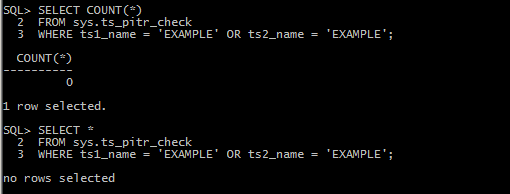 SQL> SELECT COUNT(*)
  2  FROM sys.ts_pitr_check
  3  WHERE ts1_name = 'EXAMPLE' OR ts2_name = 'EXAMPLE';
  COUNT(*)
----------
         0
1 row selected.
SQL> SELECT *
  2  FROM sys.ts_pitr_check
  3  WHERE ts1_name = 'EXAMPLE' OR ts2_name = 'EXAMPLE';
no rows selected